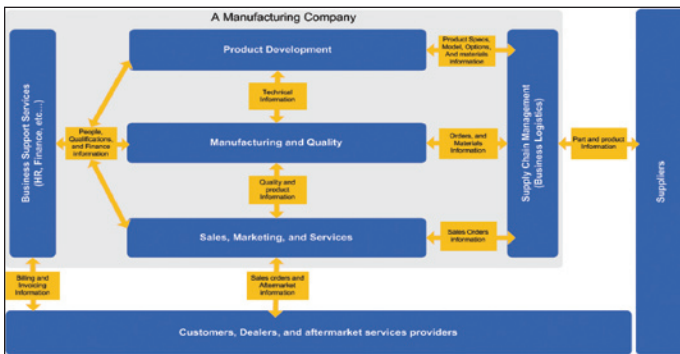 A Manufacturing Company
Product Development
Product Specs,
Model, Options,
And materials
information
Technical
Information
Business Support Services
(HR, Finance, etc...)
People,
Qualifications,
and Finance
information
Manufacturing and Quality
Orders, and
Materials
Information
Supply Chain Management
(Business Logistics)
Part and product
Information
Suppliers
Quality and
product
Information
Sales, Marketing, and Services
Sales Orders
information
Billing and
Invoicing
Information
Sales orders and
Aftermarket
information
Customers, Dealers, and aftermarket services providers